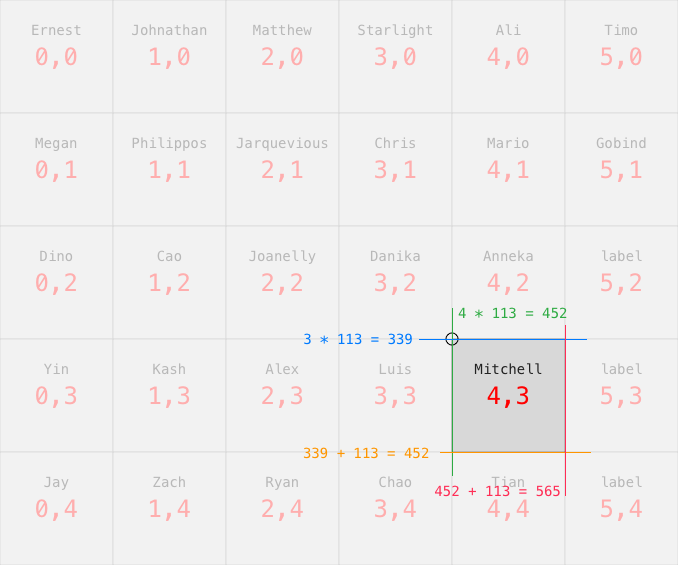 Ernest Johnathan Matthew Starlight Ali Timo
0,0 1,0 2,0 3,0 4,0 5,0
Megan Philippos Jarquevious Chris Mario Gobind
0,1 1,1 2,1 3,1 4,1 5,1
Dino Cao Joanelly Danika Anneka label
0,2 1,2 2,2 3,2 4,2 5,2
4 * 113 = 452
3 * 113 = 339
Yin Kash Alex Luis Mitchell label
0,3 1,3 2,3 3,3 4,3 5,3
339 + 113 = 452
Jay Zach Ryan Chao Tian label
452 + 113 = 565
0,4 1,4 2,4 3,4 4,4 5,4